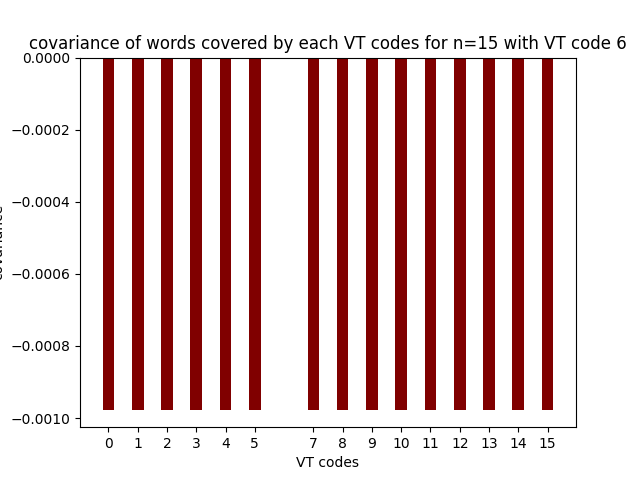 covariance of words covered by each VT codes for n=15 with VT code 6
0.0000
−0.0002
−0.0004
−0.0006
−0.0008
−0.0010
0 1 2 3 4 5 7 8 9 10 11 12 13 14 15
VT codes